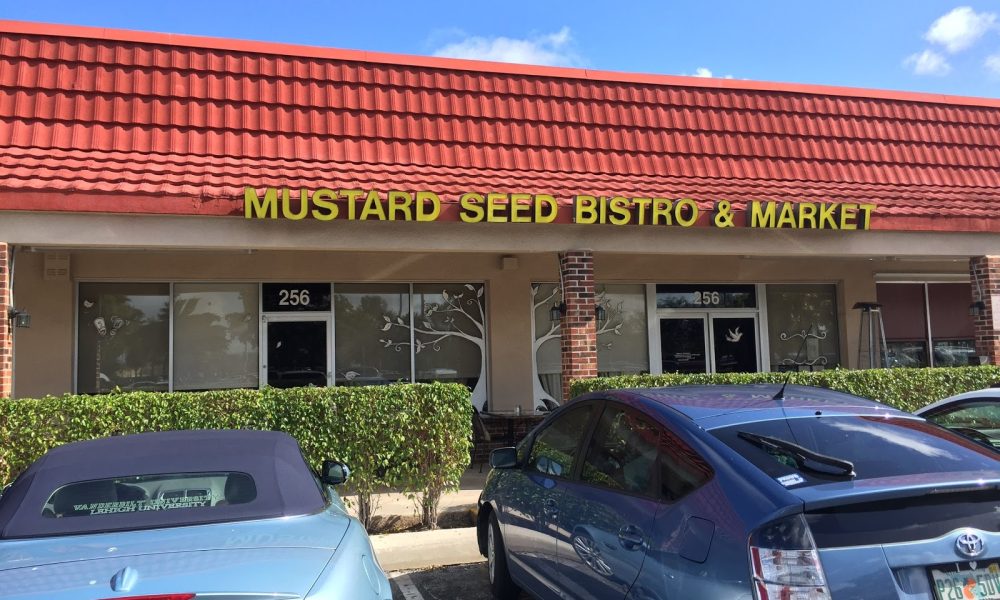 MUSTARD SEED BISTRO & MARKET
256
256
VANDERBILT UNIVERSITY
LEHIGH UNIVERSITY